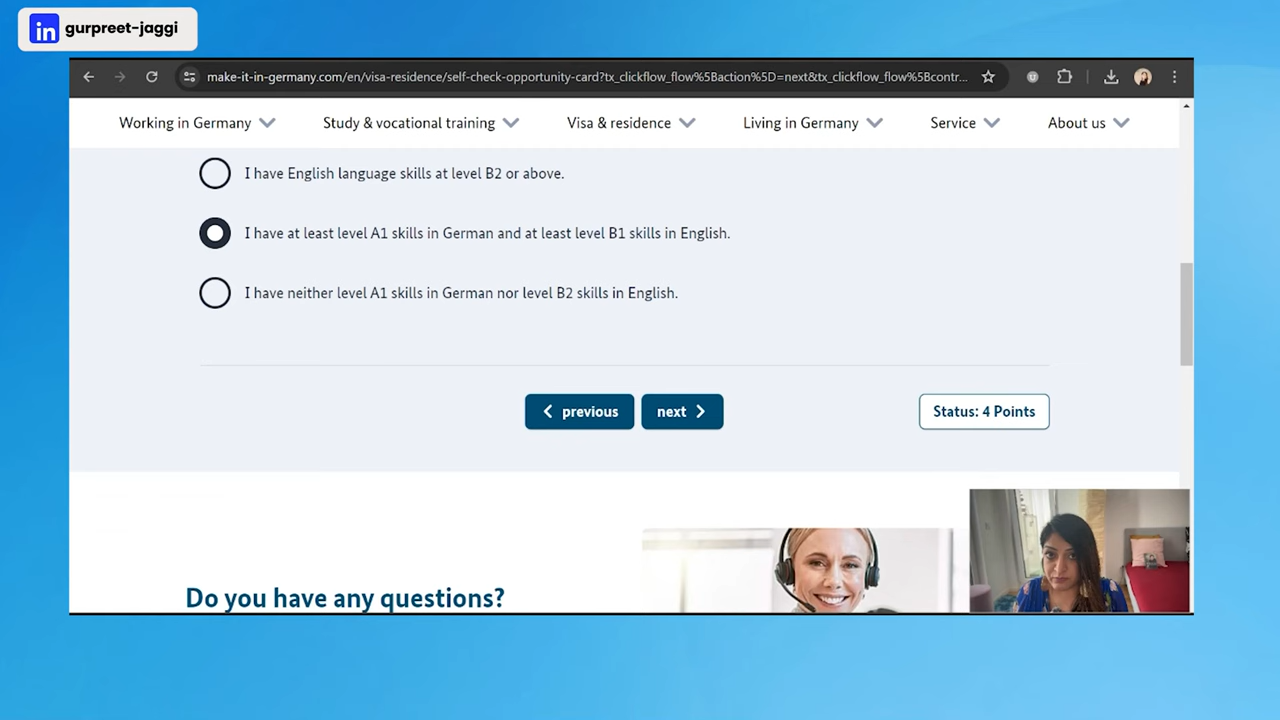 in gurpreet-jaggi
make-it-in-germany.com/en/visa-residence/self-check-opportunity-card?tx_clickflow_flow%5Baction%5D=next&tx_clickflow_flow%5Bcontr...
Working in Germany Study & vocational training Visa & residence Living in Germany Service About us
I have English language skills at level B2 or above.
I have at least level A1 skills in German and at least level B1 skills in English.
I have neither level A1 skills in German nor level B2 skills in English.
previous next Status: 4 Points
Do you have any questions?